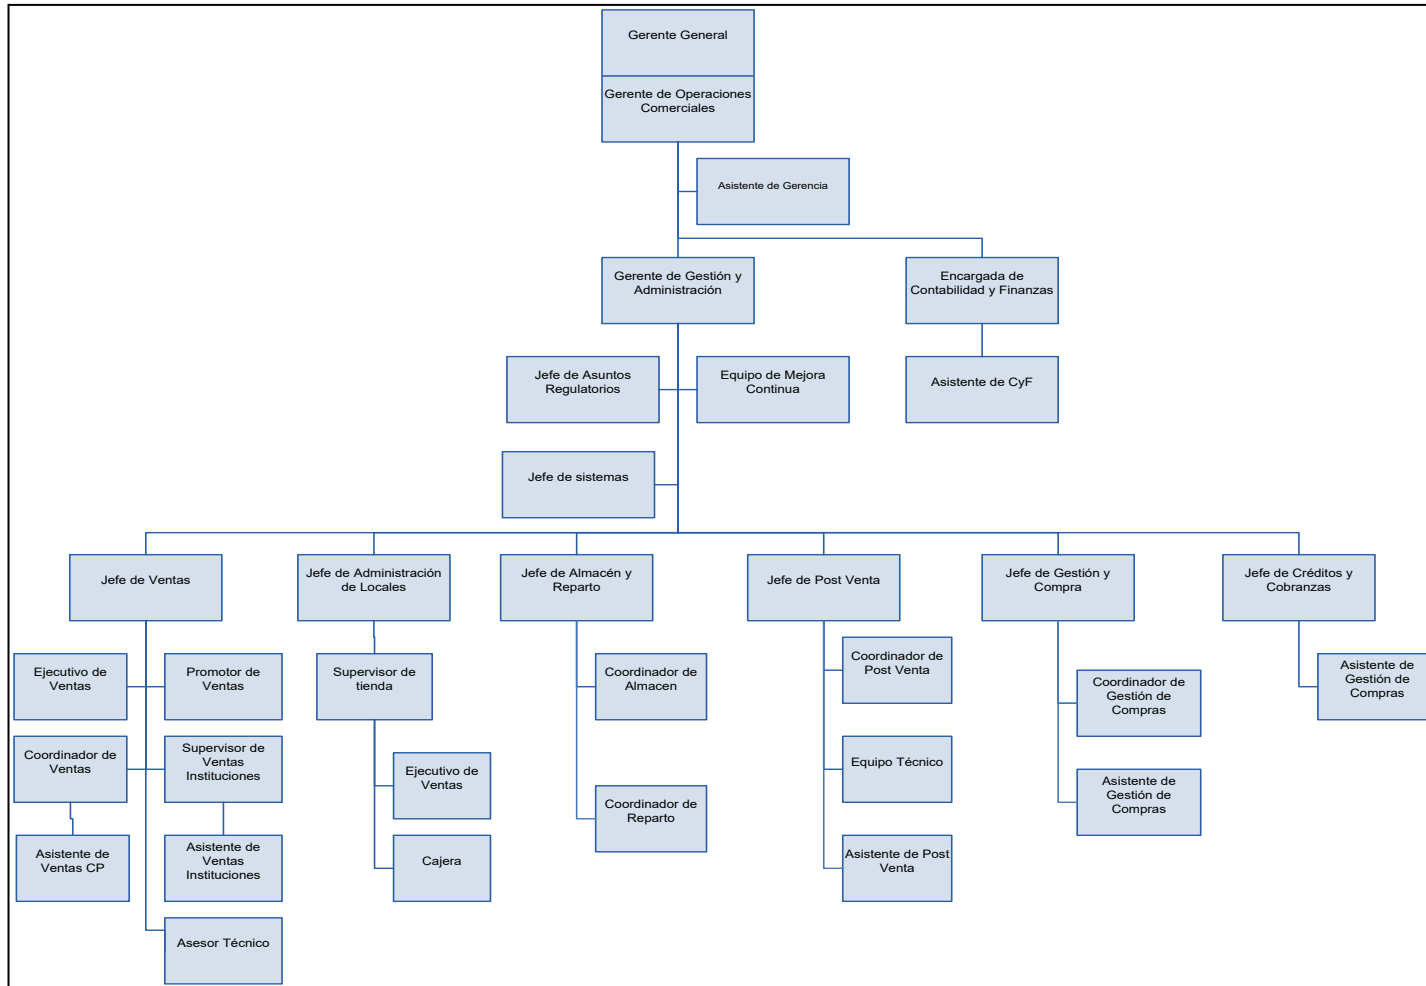 Gerente General
Gerente de Operaciones
Comerciales
Asistente de Gerencia
Gerente de Gestión y
Administración
Encargada de
Contabilidad y Finanzas
Jefe de Asuntos
Regulatorios
Equipo de Mejora
Continua
Asistente de CyF
Jefe de sistemas
Jefe de Ventas
Jefe de Administración
de Locales
Jefe de Almacén y
Reparto
Jefe de Post Venta
Jefe de Gestión y
Compra
Jefe de Créditos y
Cobranzas
Ejecutivo de
Ventas
Promotor de
Ventas
Supervisor de
tienda
Coordinador de
Almacen
Coordinador de
Post Venta
Coordinador de
Gestión de
Compras
Asistente de
Gestión de
Compras
Coordinador de
Ventas
Supervisor de
Ventas
Instituciones
Ejecutivo de
Ventas
Coordinador de
Reparto
Equipo Técnico
Asistente de
Gestión de
Compras
Asistente de
Ventas CP
Asistente de
Ventas
Instituciones
Cajera
Asistente de Post
Venta
Asesor Técnico